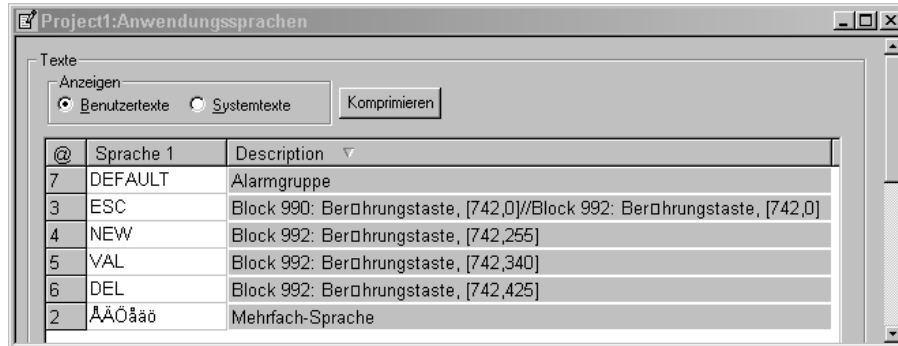 Project1:Anwendungssprachen
Texte
Anzeigen
Benutzertexte Systemtexte Komprimieren
@ Sprache 1 Description
7 DEFAULT Alarmgruppe
3 ESC Block 990: Ber□hrungstaste, [742,0]//Block 992: Ber□hrungstaste, [742,0]
4 NEW Block 992: Ber□hrungstaste, [742,255]
5 VAL Block 992: Ber□hrungstaste, [742,340]
6 DEL Block 992: Ber□hrungstaste, [742,425]
2 ÅÄÖåäö Mehrfach-Sprache